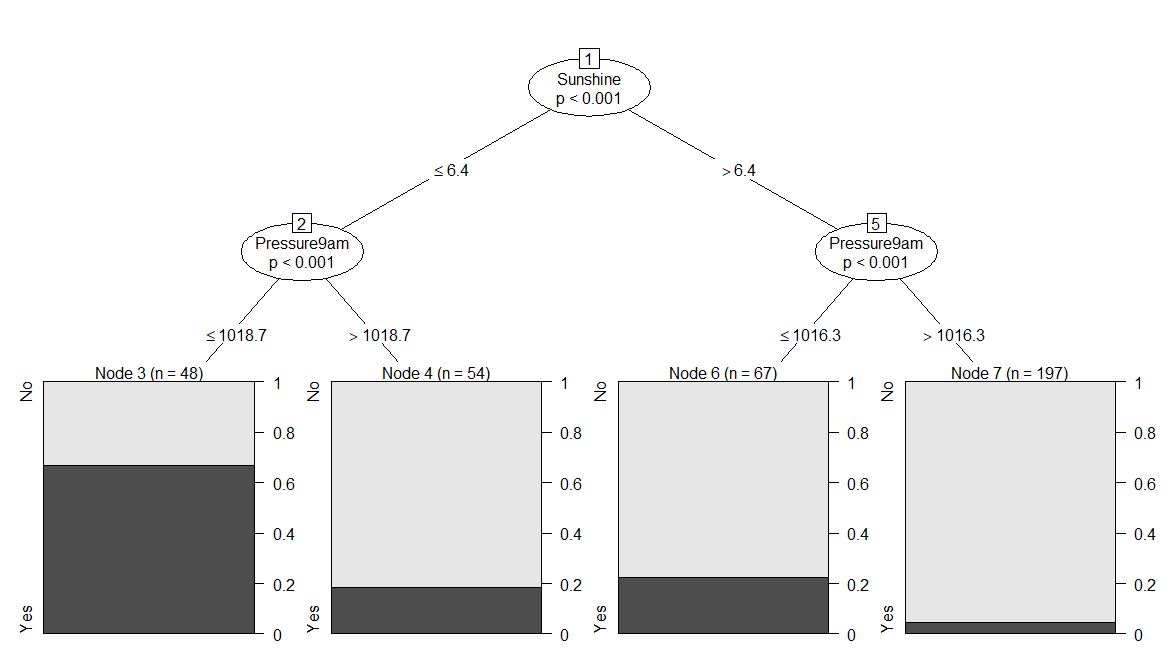 1
Sunshine
p < 0.001
≤ 6.4
> 6.4
2
Pressure9am
p < 0.001
5
Pressure9am
p < 0.001
≤ 1018.7
> 1018.7
≤ 1016.3
> 1016.3
Node 3 (n = 48)
No
Yes
1
0.8
0.6
0.4
0.2
0
Node 4 (n = 54)
No
Yes
1
0.8
0.6
0.4
0.2
0
Node 6 (n = 67)
No
Yes
1
0.8
0.6
0.4
0.2
0
Node 7 (n = 197)
No
Yes
1
0.8
0.6
0.4
0.2
0